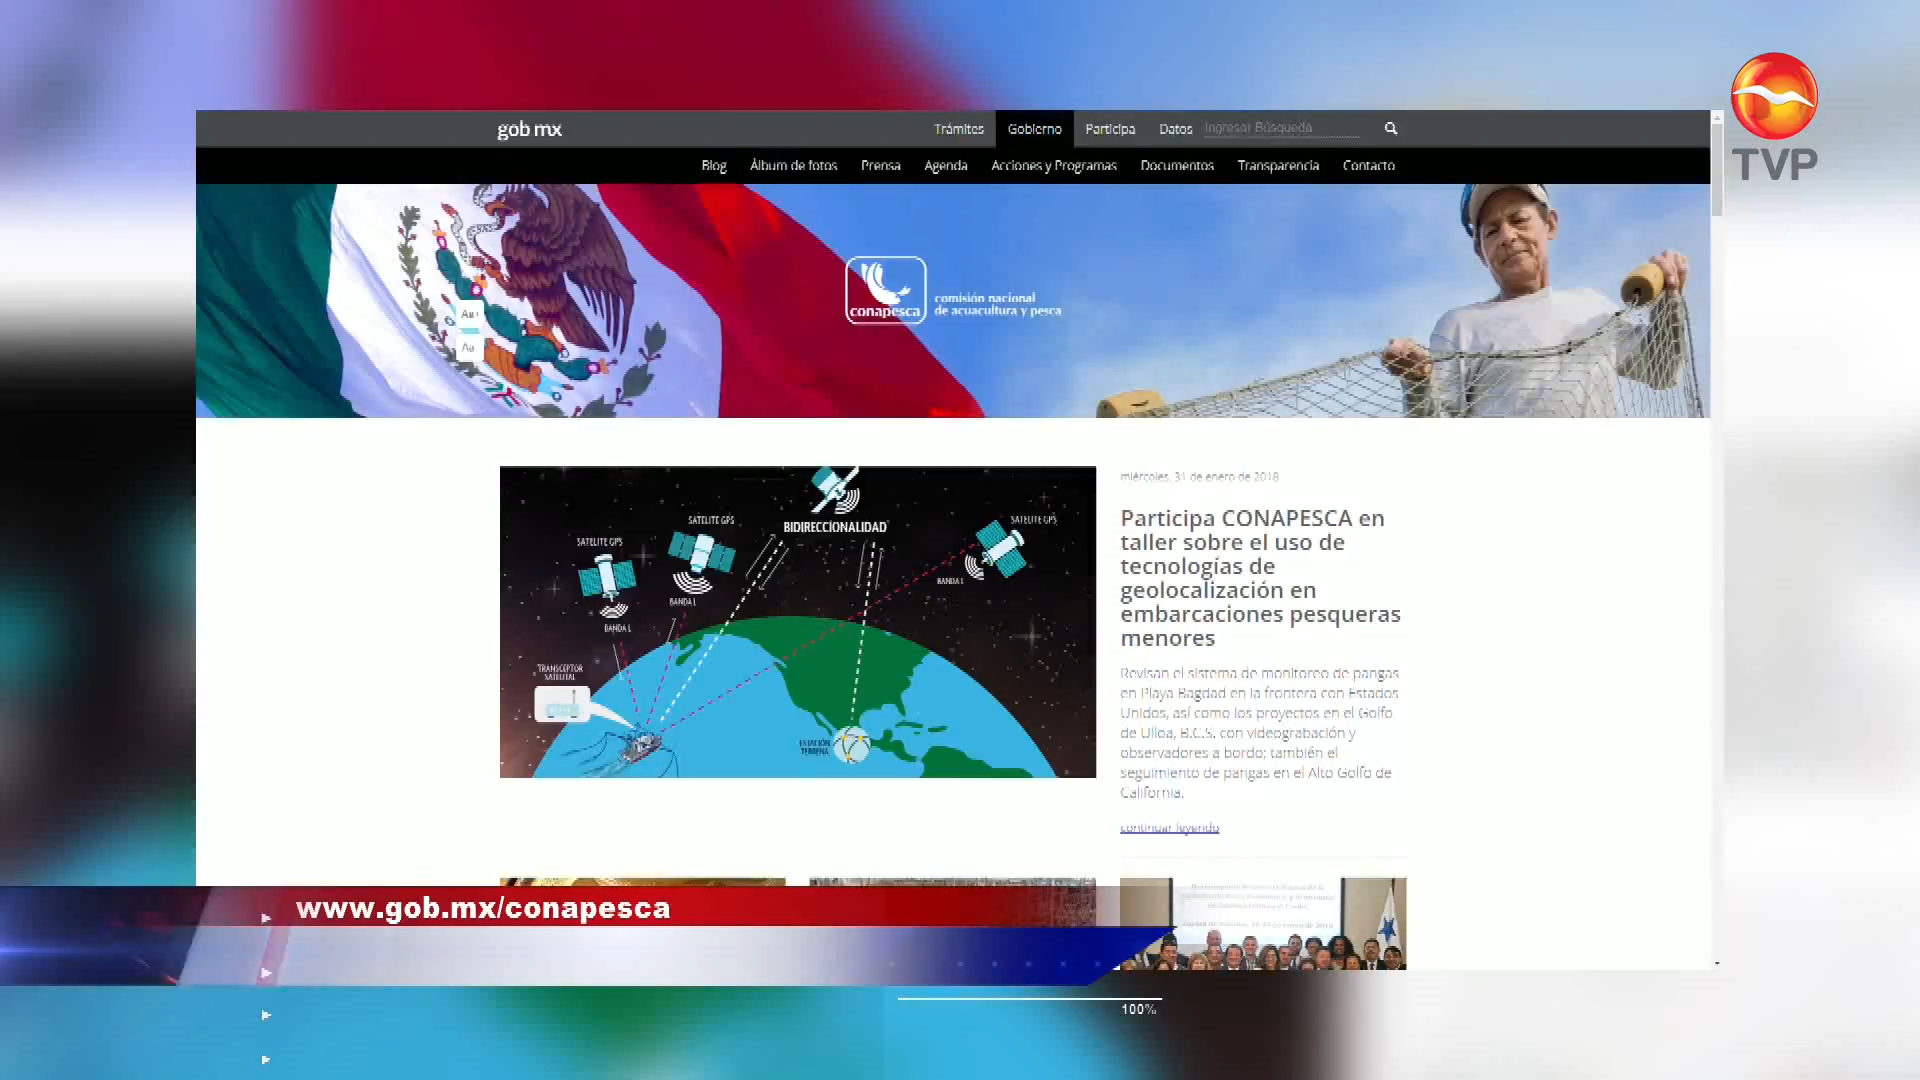 TVP
gob mx
Trámites Gobierno Participa Datos Ingresar Búsqueda
Blog Álbum de fotos Prensa Agenda Acciones y Programas Documentos Transparencia Contacto
conapesca
comisión nacional
de acuacultura y pesca
BIDIRECCIONALIDAD
SATELITE GPS
SATELITE GPS
SATELITE GPS
BANDA L
BANDA L
BANDA L
TRANSCEPTOR
SATELITAL
ESTACIÓN
TERRENA
miércoles, 31 de enero de 2018
Participa CONAPESCA en
taller sobre el uso de
tecnologías de
geolocalización en
embarcaciones pesqueras
menores
Revisan el sistema de monitoreo de pangas
en Playa Bagdad en la frontera con Estados
Unidos, así como los proyectos en el Golfo
de Ulloa, B.C.S. con videograbación y
observadores a bordo; también el
seguimiento de pangas en el Alto Golfo de
California.
continuar leyendo
www.gob.mx/conapesca
100%